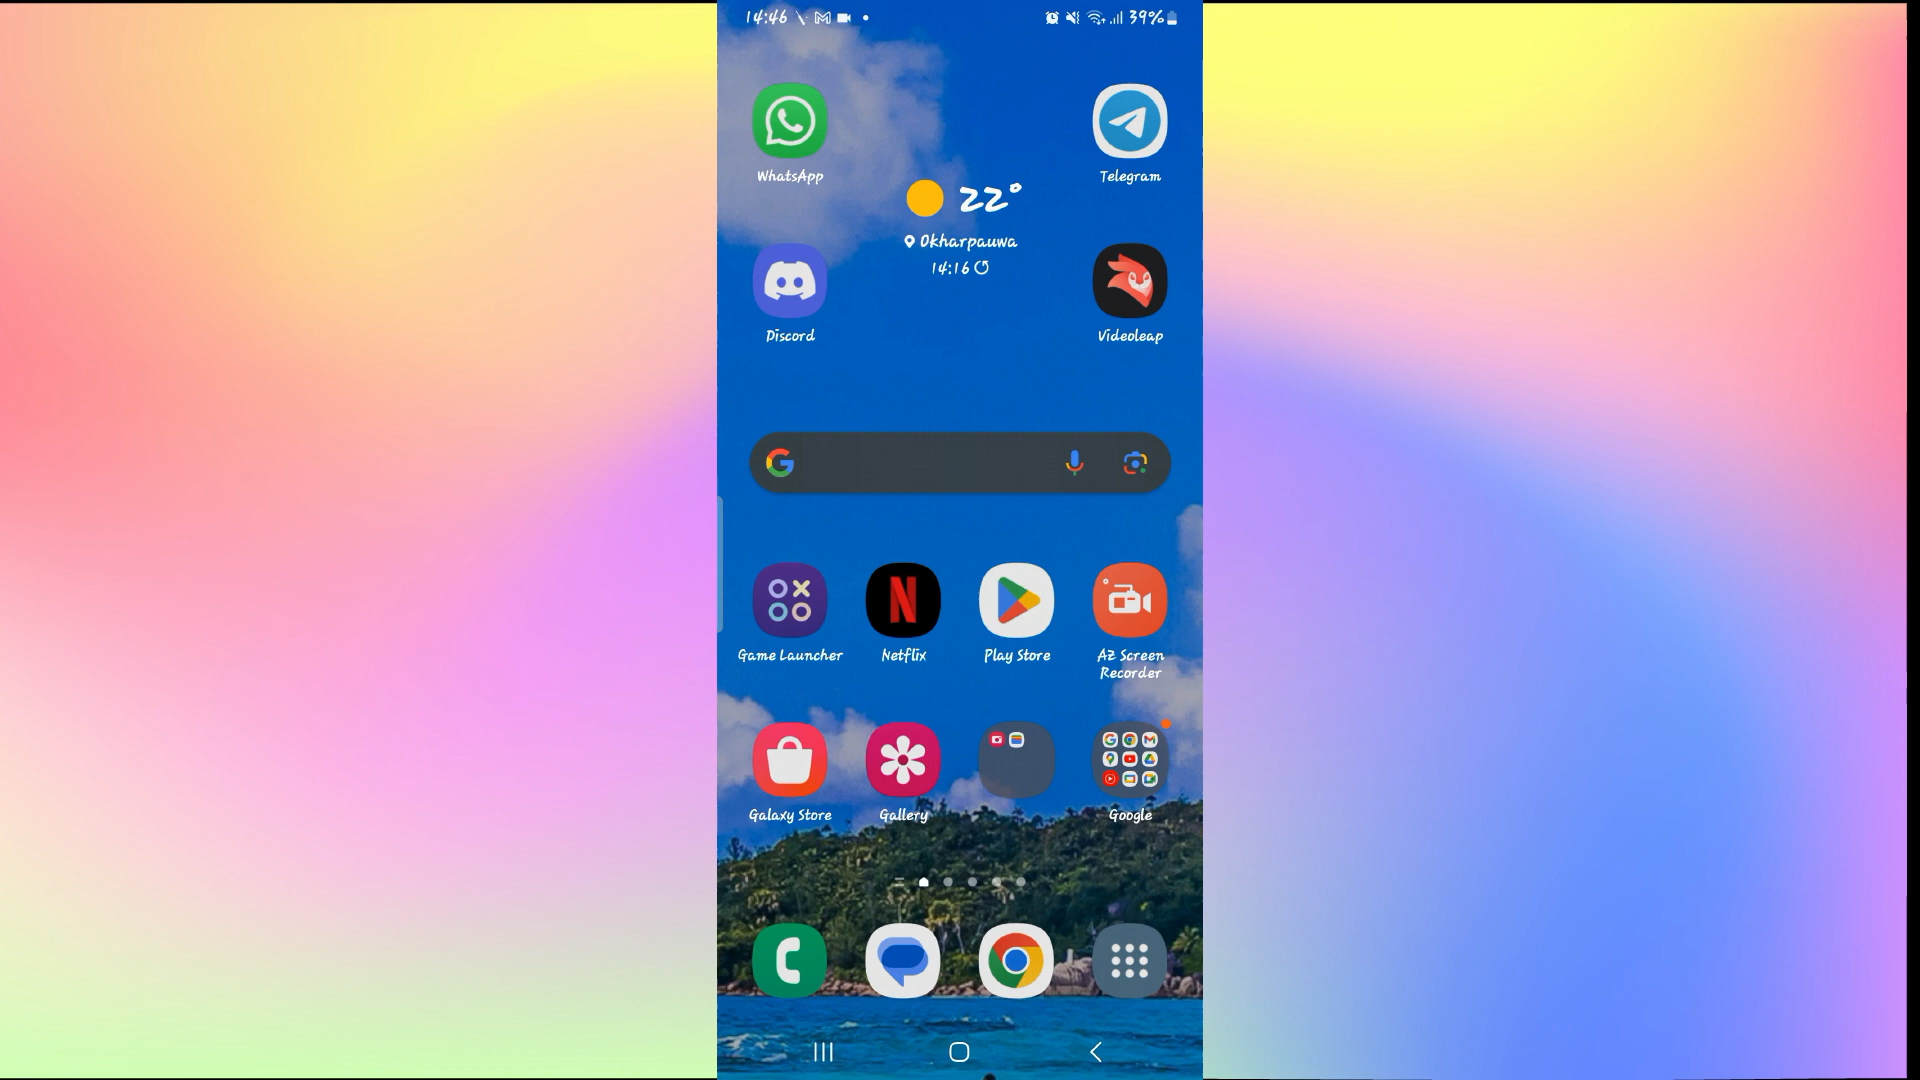 14:46 39%
WhatsApp Telegram
22°
Okharpauwa
14:16
Discord Videoleap
Game Launcher Netflix Play Store AZ Screen
Recorder
Galaxy Store Gallery Google